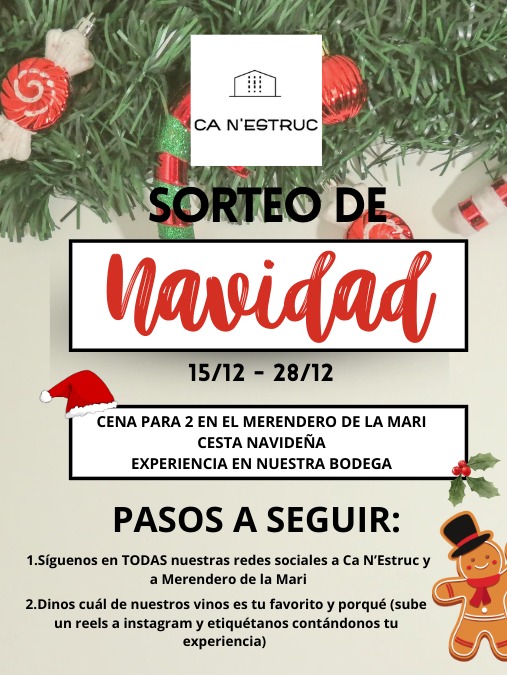 CA N'ESTRUC
SORTEO DE
Navidad
15/12 - 28/12
CENA PARA 2 EN EL MERENDERO DE LA MARI
CESTA NAVIDEÑA
EXPERIENCIA EN NUESTRA BODEGA
PASOS A SEGUIR:
1.Síguenos en TODAS nuestras redes sociales a Ca N'Estruc y
a Merendero de la Mari
2.Dinos cuál de nuestros vinos es tu favorito y porqué (sube
un reels a instagram y etiquétanos contándonos tu
experiencia)